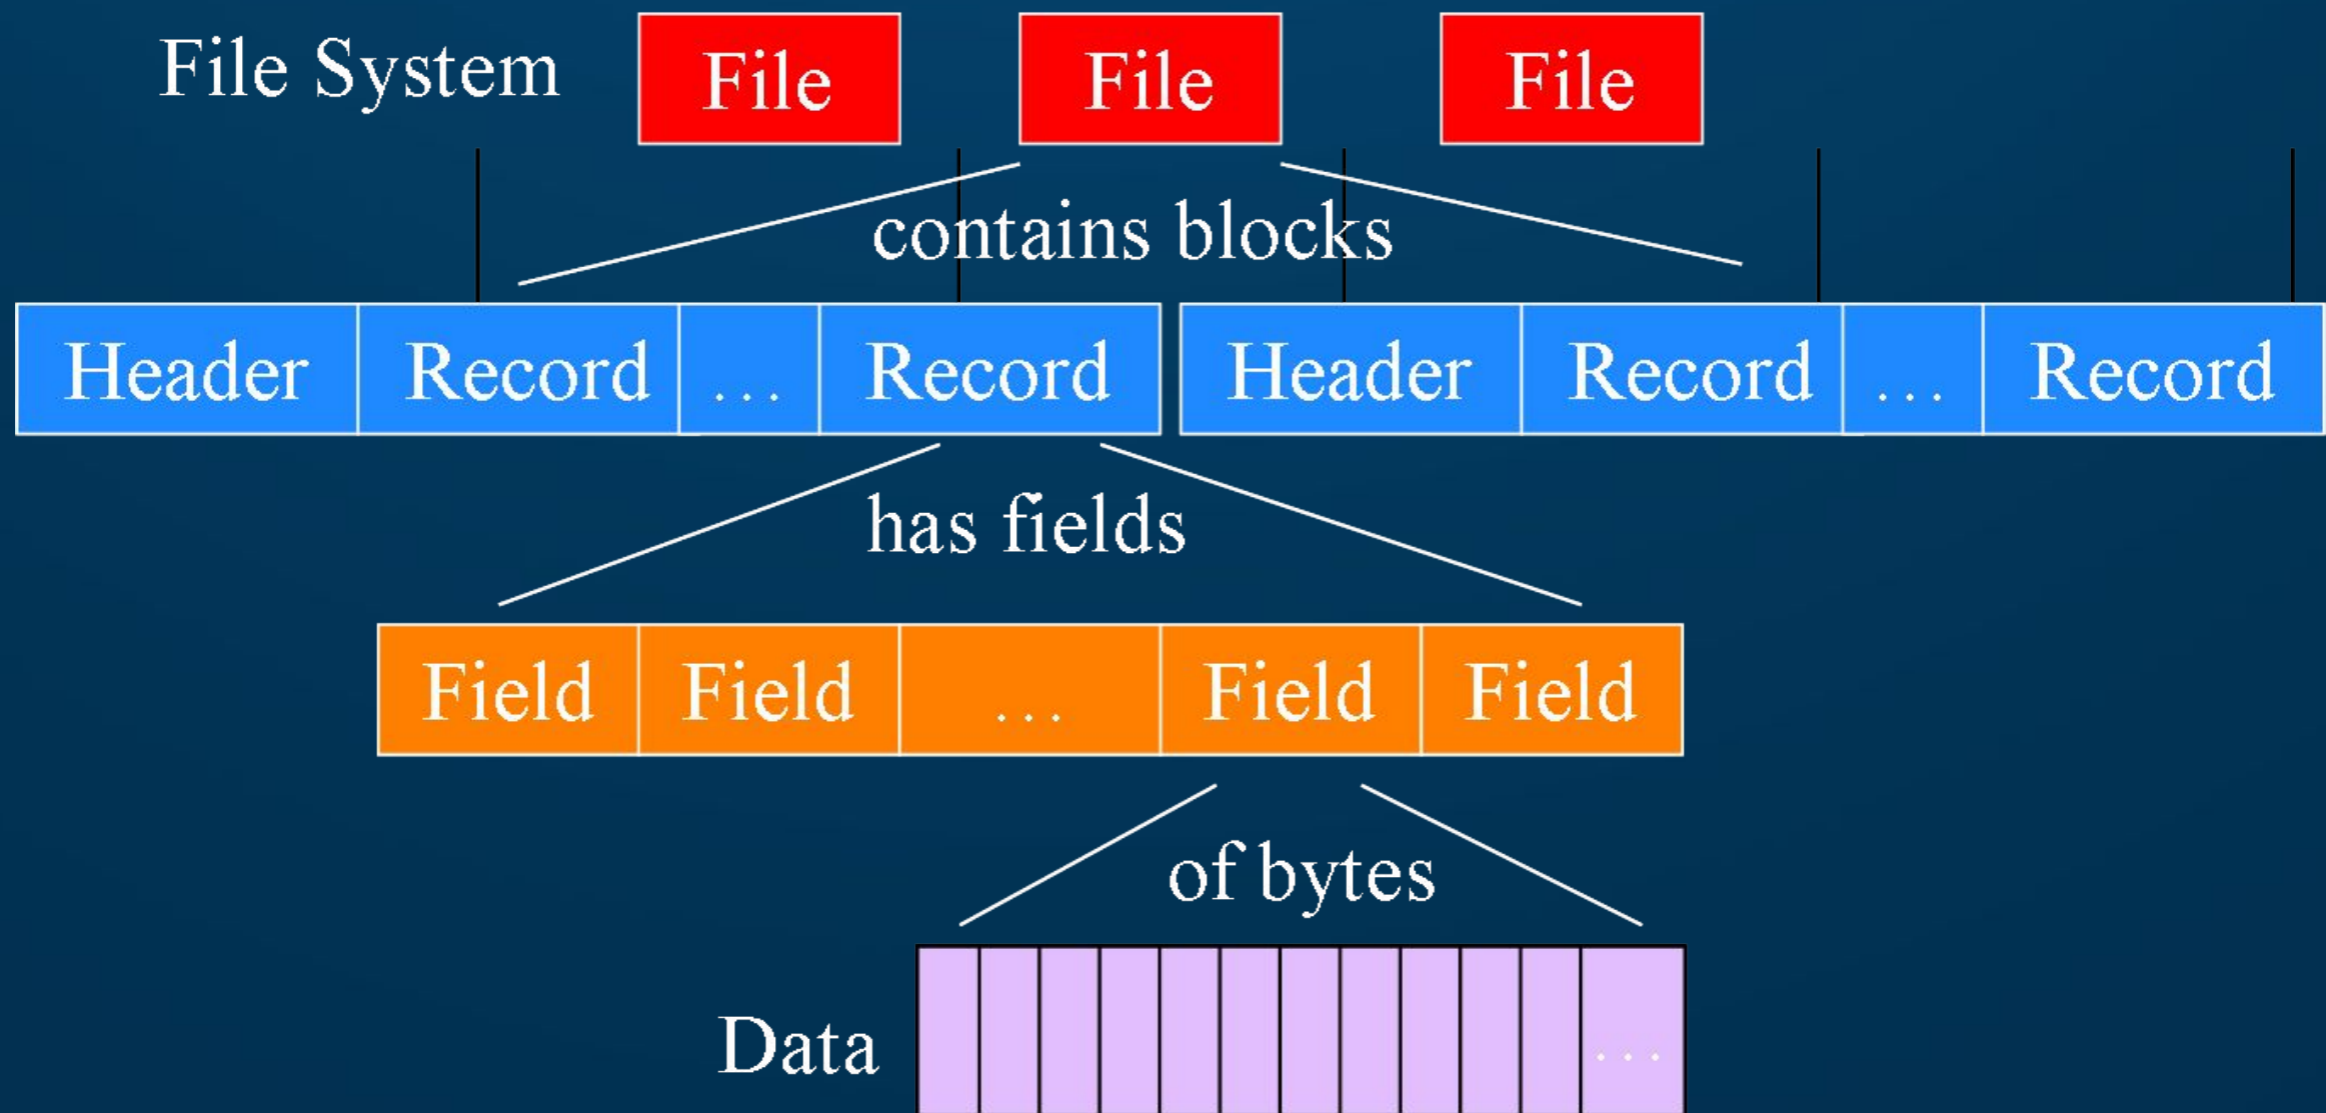 File System File File File
contains blocks
Header Record ... Record Header Record ... Record
has fields
Field Field ... Field Field
of bytes
Data ...